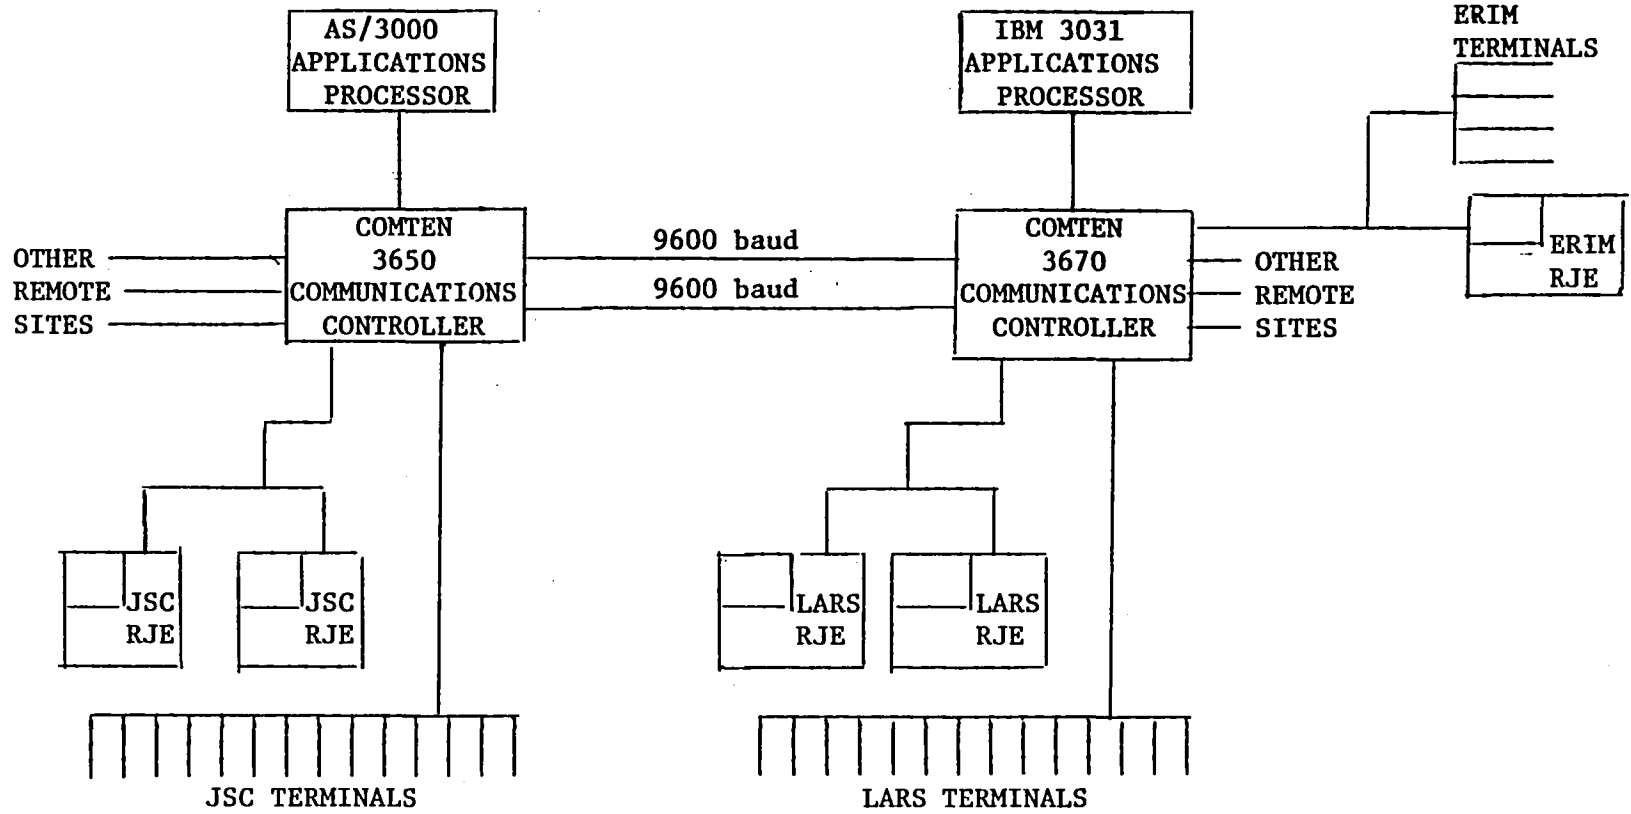 AS/3000
APPLICATIONS
PROCESSOR
IBM 3031
APPLICATIONS
PROCESSOR
ERIM
TERMINALS
COMTEN
3650
COMMUNICATIONS
CONTROLLER
OTHER
REMOTE
SITES
9600 baud
9600 baud
COMTEN
3670
COMMUNICATIONS
CONTROLLER
OTHER
REMOTE
SITES
ERIM
RJE
JSC
RJE
JSC
RJE
LARS
RJE
LARS
RJE
JSC TERMINALS
LARS TERMINALS